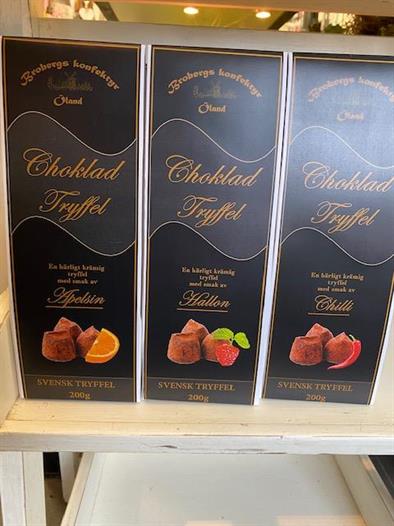 Brobergs konfektyr
Öland
Choklad
Tryffel
En härligt krämig
tryffel
med smak av
Apelsin
SVENSK TRYFFEL
200g
Brobergs konfektyr
Öland
Choklad
Tryffel
En härligt krämig
tryffel
med smak av
Hallon
SVENSK TRYFFEL
200g
Brobergs konfektyr
Öland
Choklad
Tryffel
En härligt krämig
tryffel
med smak av
Chilli
SVENSK TRYFFEL
200g